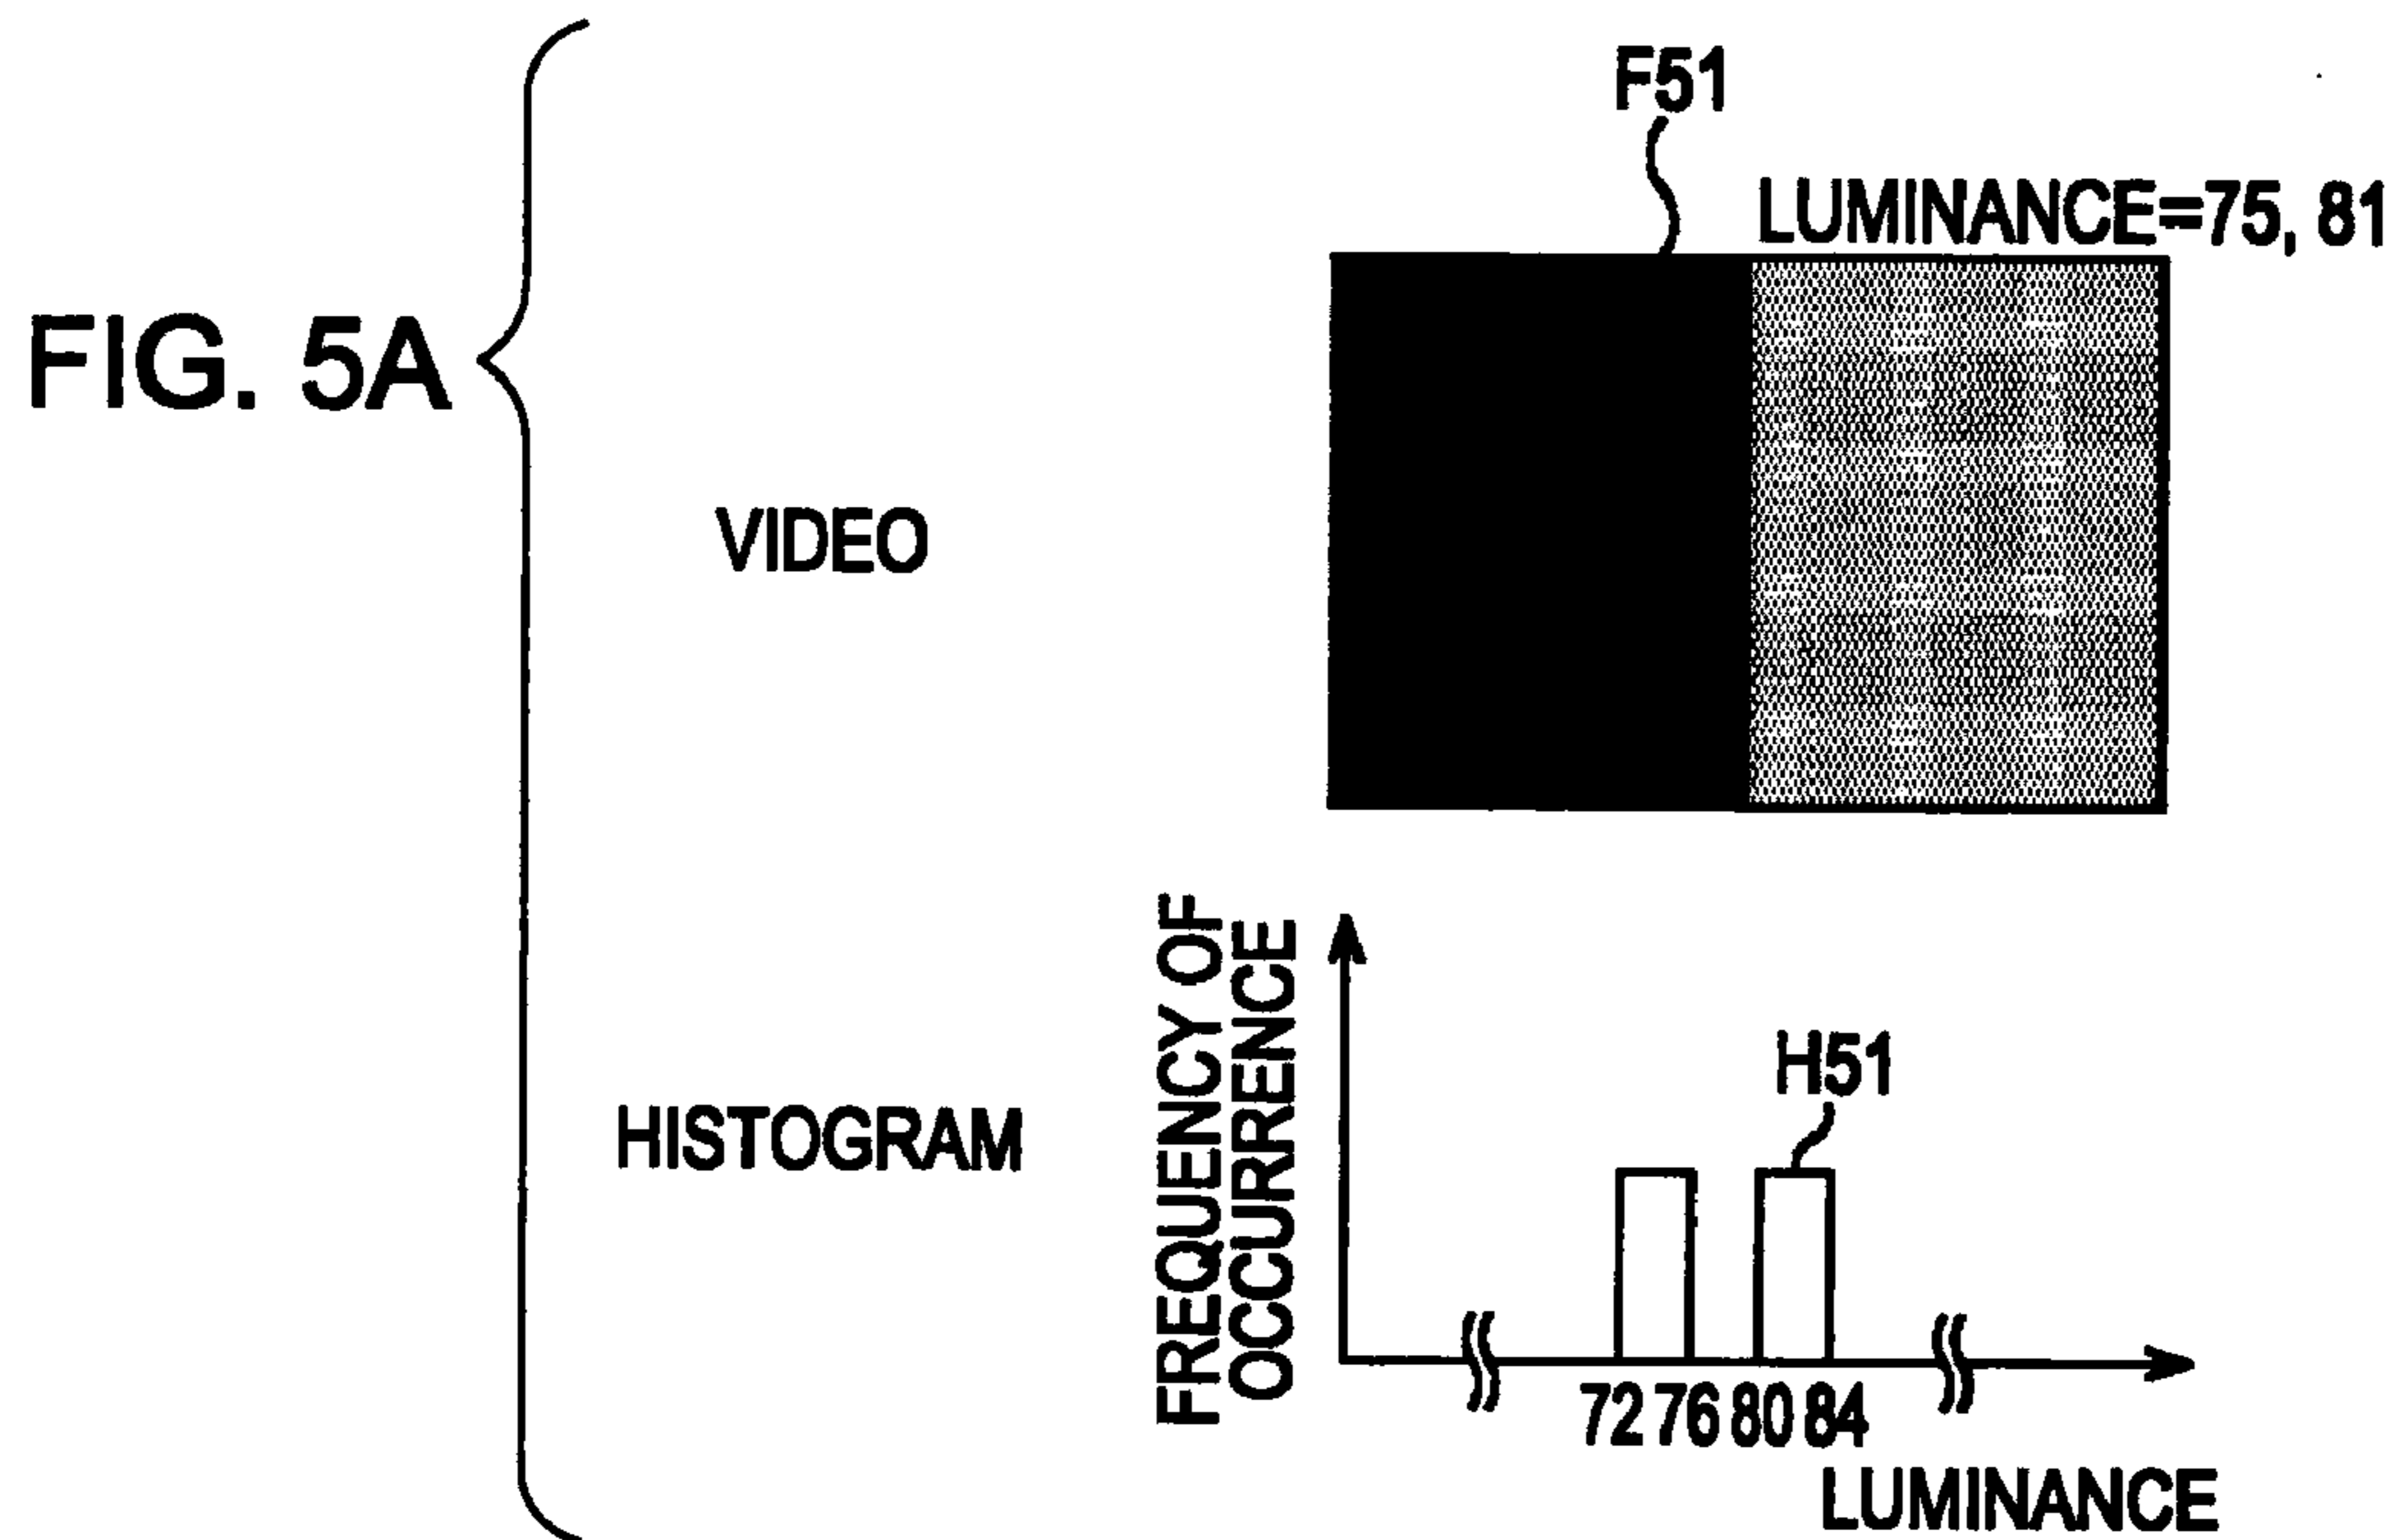 FIG. 5A
F51
LUMINANCE=75, 81
VIDEO
HISTOGRAM
FREQUENCY OF
OCCURRENCE
H51
72 76 80 84
LUMINANCE